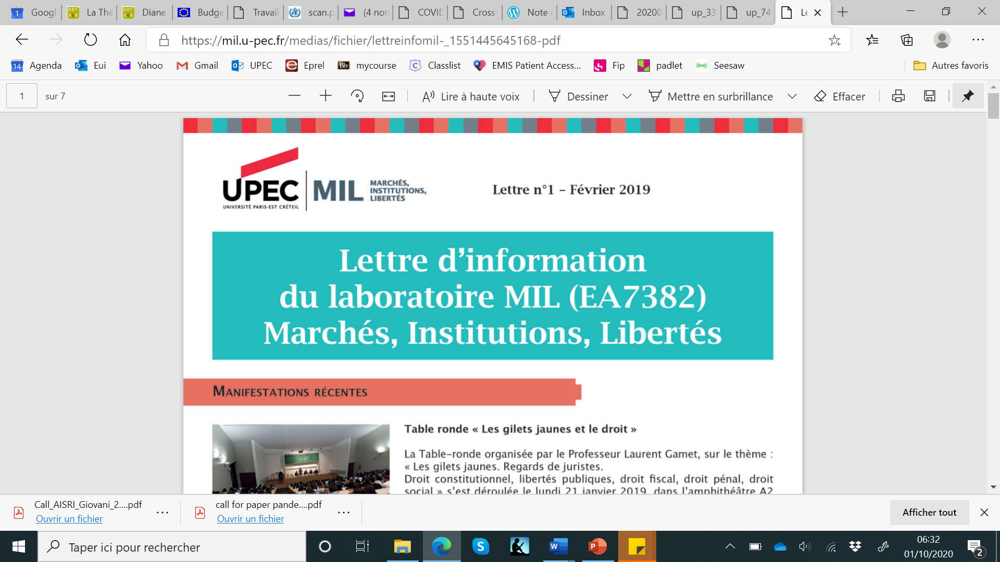 1 Google
La Thé
Diane
Budge
Travail
scan.p
(4 non
COVID
Cross-
Note
Inbox
20200
up_33
up_74
Le
https://mil.u-pec.fr/medias/fichier/lettreinfomil-_1551445645168-pdf
14 Agenda
Eui
Yahoo
Gmail
UPEC
Eprel
Bb mycourse
Classlist
EMIS Patient Access...
Fip
padlet
Seesaw
Autres favoris
1 sur 7
Lire à haute voix
Dessiner
Mettre en surbrillance
Effacer
UPEC
UNIVERSITÉ PARIS-EST CRÉTEIL
MIL
MARCHÉS,
INSTITUTIONS,
LIBERTÉS
Lettre n°1 – Février 2019
Lettre d’information
du laboratoire MIL (EA7382)
Marchés, Institutions, Libertés
MANIFESTATIONS RÉCENTES
Table ronde « Les gilets jaunes et le droit »
La Table-ronde organisée par le Professeur Laurent Gamet, sur le thème :
« Les gilets jaunes. Regards de juristes.
Droit constitutionnel, libertés publiques, droit fiscal, droit pénal, droit
social » s’est déroulée le lundi 21 janvier 2019, dans l’amphithéâtre A2
Call_AISRI_Giovani_2....pdf
Ouvrir un fichier
call for paper pande....pdf
Ouvrir un fichier
Afficher tout
Taper ici pour rechercher
06:32
01/10/2020
2